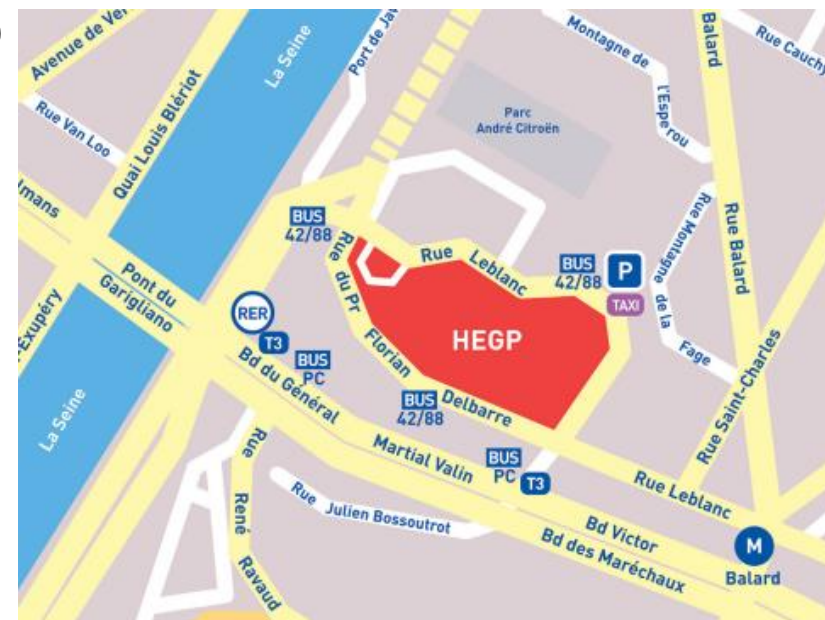 Avenue de Ver
La Seine
Port de Jav
Montagne de
l'Espe rou
Balard
Rue Cauchy
Rue Van Loo
Quai Louis Blériot
Parc
André Citroën
lmans
BUS
42/88
Rue du Pr
Florian
Delbarre
Rue
Leblanc
BUS
42/88
P
TAXI
Rue Montagne
de la
Fage
Rue Balard
Pont du
Garigliano
-Exupéry
RER
T3
BUS
PC
HEGP
Bd du Général
Martial Valin
BUS
42/88
BUS
PC
T3
Rue Saint-Charles
La Seine
Rue
René
Ravaud
Rue
Julien Bossoutrot
Rue Leblanc
Bd Victor
Bd des Maréchaux
M
Balard